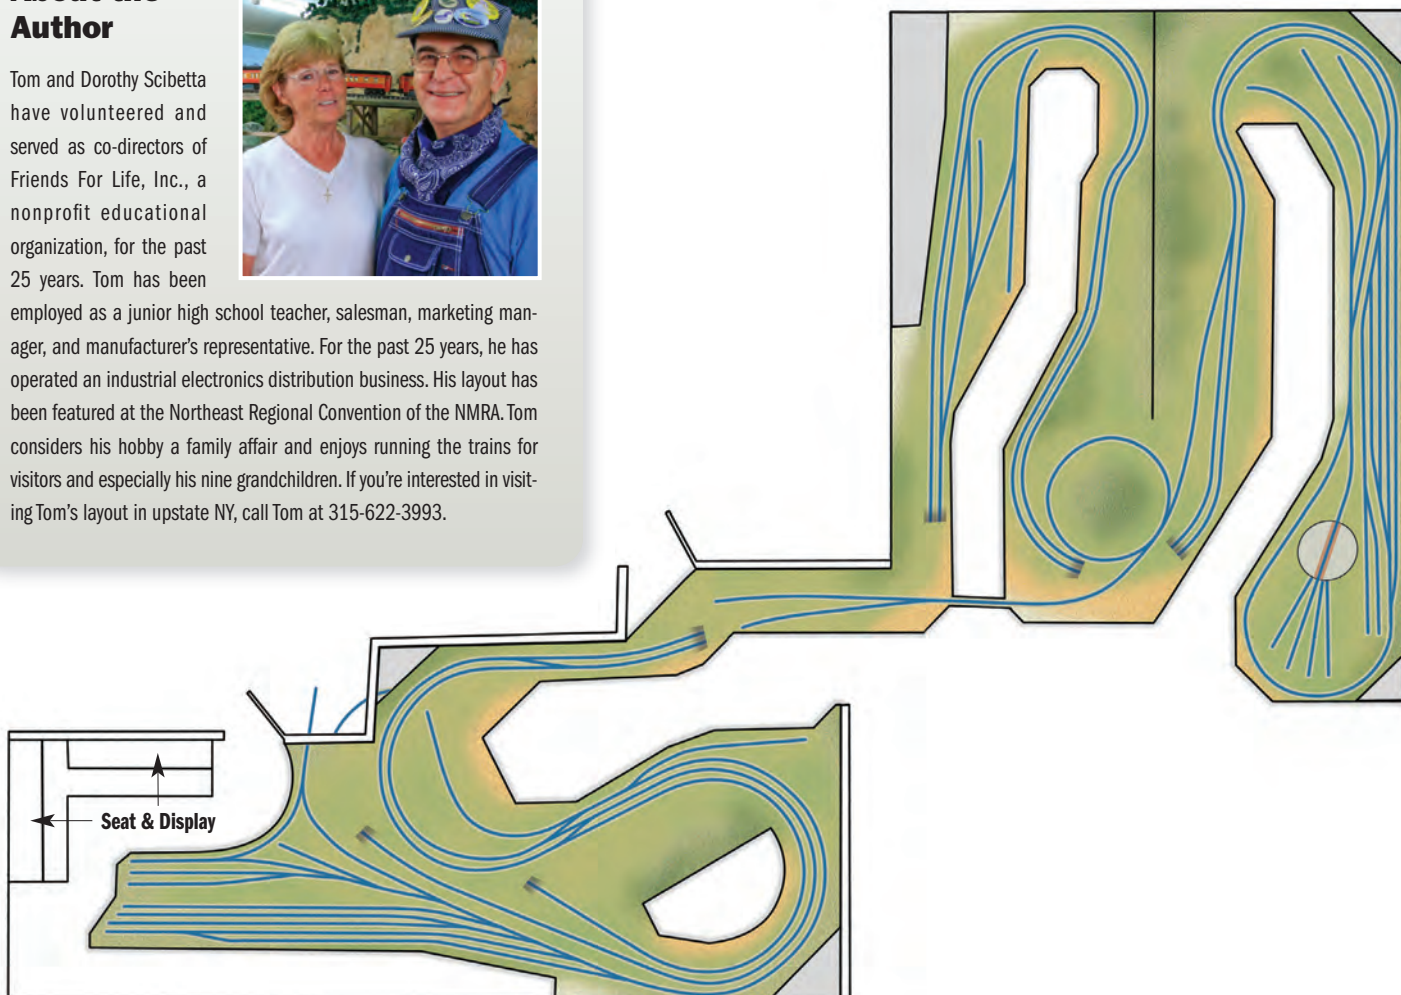 Author
Tom and Dorothy Scibetta
have volunteered and
served as co-directors of
Friends For Life, Inc., a
nonprofit educational
organization, for the past
25 years. Tom has been
employed as a junior high school teacher, salesman, marketing man-
ager, and manufacturer's representative. For the past 25 years, he has
operated an industrial electronics distribution business. His layout has
been featured at the Northeast Regional Convention of the NMRA. Tom
considers his hobby a family affair and enjoys running the trains for
visitors and especially his nine grandchildren. If you're interested in visit-
ing Tom's layout in upstate NY, call Tom at 315-622-3993.
Seat & Display